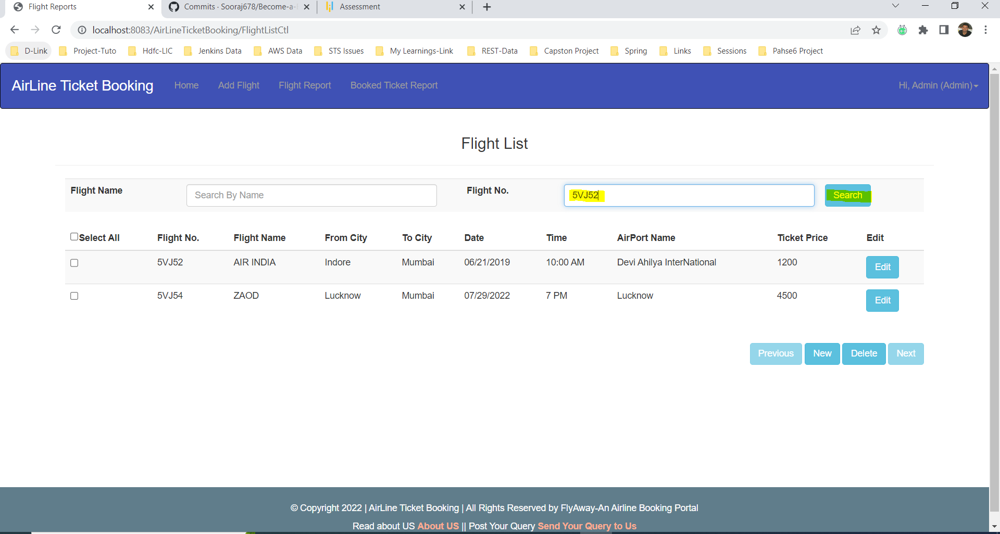 Flight Reports
Commits · Sooraj678/Become-a-
Assessment
localhost:8083/AirLineTicketBooking/FlightListCtl
D-Link Project-Tuto Hdfc-LIC Jenkins Data AWS Data STS Issues My Learnings-Link REST-Data Capston Project Spring Links Sessions Pahse6 Project
AirLine Ticket Booking Home Add Flight Flight Report Booked Ticket Report Hi, Admin (Admin)
Flight List
Flight Name Search By Name Flight No. 5VJ52 Search
Select All Flight No. Flight Name From City To City Date Time AirPort Name Ticket Price Edit
5VJ52 AIR INDIA Indore Mumbai 06/21/2019 10:00 AM Devi Ahilya InterNational 1200 Edit
5VJ54 ZAOD Lucknow Mumbai 07/29/2022 7 PM Lucknow 4500 Edit
Previous New Delete Next
© Copyright 2022 | AirLine Ticket Booking | All Rights Reserved by FlyAway-An Airline Booking Portal
Read about US About US || Post Your Query Send Your Query to Us